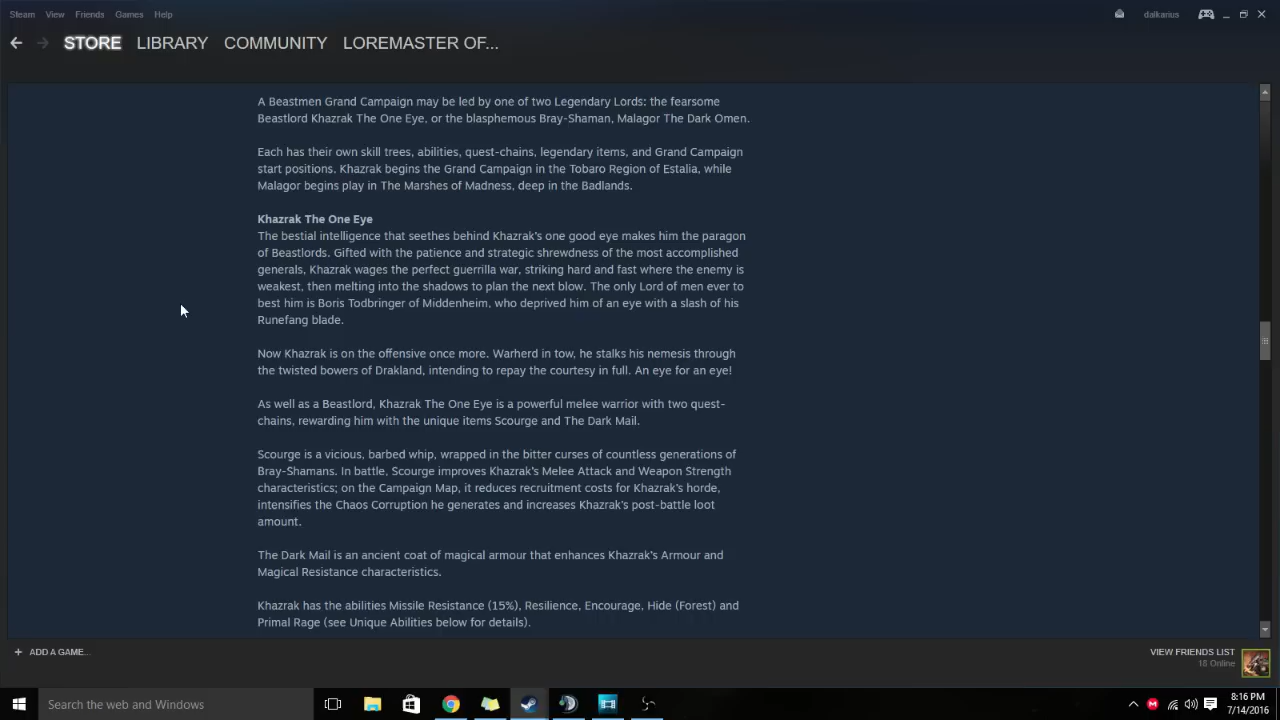 Steam View Friends Games Help
daikarius
STORE LIBRARY COMMUNITY LOREMASTER OF...
A Beastmen Grand Campaign may be led by one of two Legendary Lords: the fearsome
Beastlord Khazrak The One Eye, or the blasphemous Bray-Shaman, Malagor The Dark Omen.
Each has their own skill trees, abilities, quest-chains, legendary items, and Grand Campaign
start positions. Khazrak begins the Grand Campaign in the Tobaro Region of Estalia, while
Malagor begins play in The Marshes of Madness, deep in the Badlands.
Khazrak The One Eye
The bestial intelligence that seethes behind Khazrak's one good eye makes him the paragon
of Beastlords. Gifted with the patience and strategic shrewdness of the most accomplished
generals, Khazrak wages the perfect guerrilla war, striking hard and fast where the enemy is
weakest, then melting into the shadows to plan the next blow. The only Lord of men ever to
best him is Boris Todbringer of Middenheim, who deprived him of an eye with a slash of his
Runefang blade.
Now Khazrak is on the offensive once more. Warherd in tow, he stalks his nemesis through
the twisted bowers of Drakland, intending to repay the courtesy in full. An eye for an eye!
As well as a Beastlord, Khazrak The One Eye is a powerful melee warrior with two quest-
chains, rewarding him with the unique items Scourge and The Dark Mail.
Scourge is a vicious, barbed whip, wrapped in the bitter curses of countless generations of
Bray-Shamans. In battle, Scourge improves Khazrak's Melee Attack and Weapon Strength
characteristics; on the Campaign Map, it reduces recruitment costs for Khazrak's horde,
intensifies the Chaos Corruption he generates and increases Khazrak's post-battle loot
amount.
The Dark Mail is an ancient coat of magical armour that enhances Khazrak's Armour and
Magical Resistance characteristics.
Khazrak has the abilities Missile Resistance (15%), Resilience, Encourage, Hide (Forest) and
Primal Rage (see Unique Abilities below for details).
+ ADD A GAME...
VIEW FRIENDS LIST
18 Online
Search the web and Windows
8:16 PM
7/14/2016